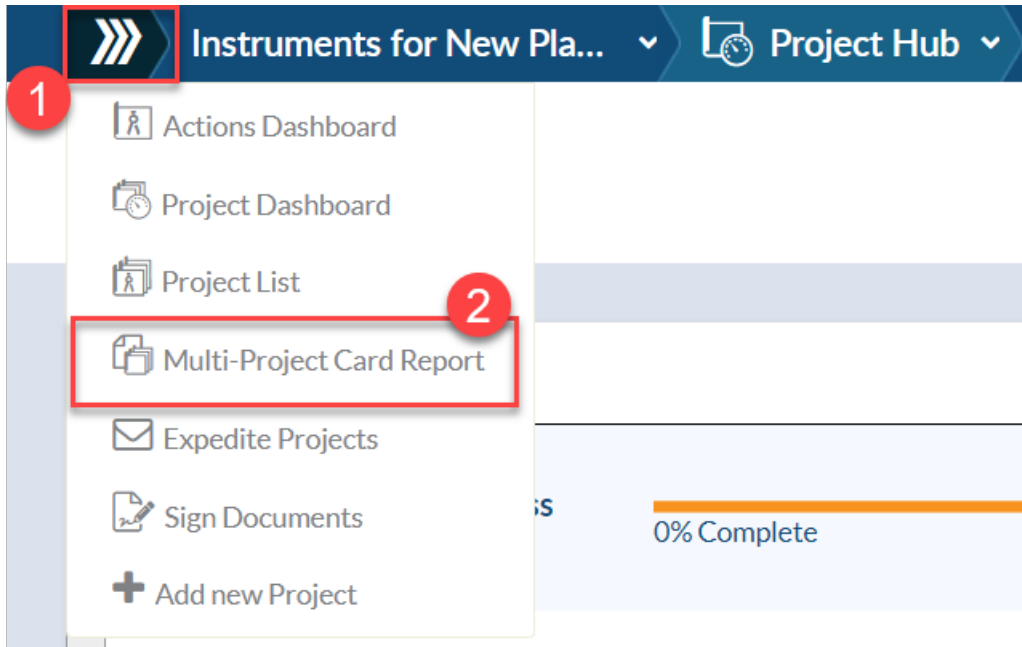 Instruments for New Pla... Project Hub
1
Actions Dashboard
Project Dashboard
Project List
2
Multi-Project Card Report
Expedite Projects
Sign Documents
ss
0% Complete
Add new Project